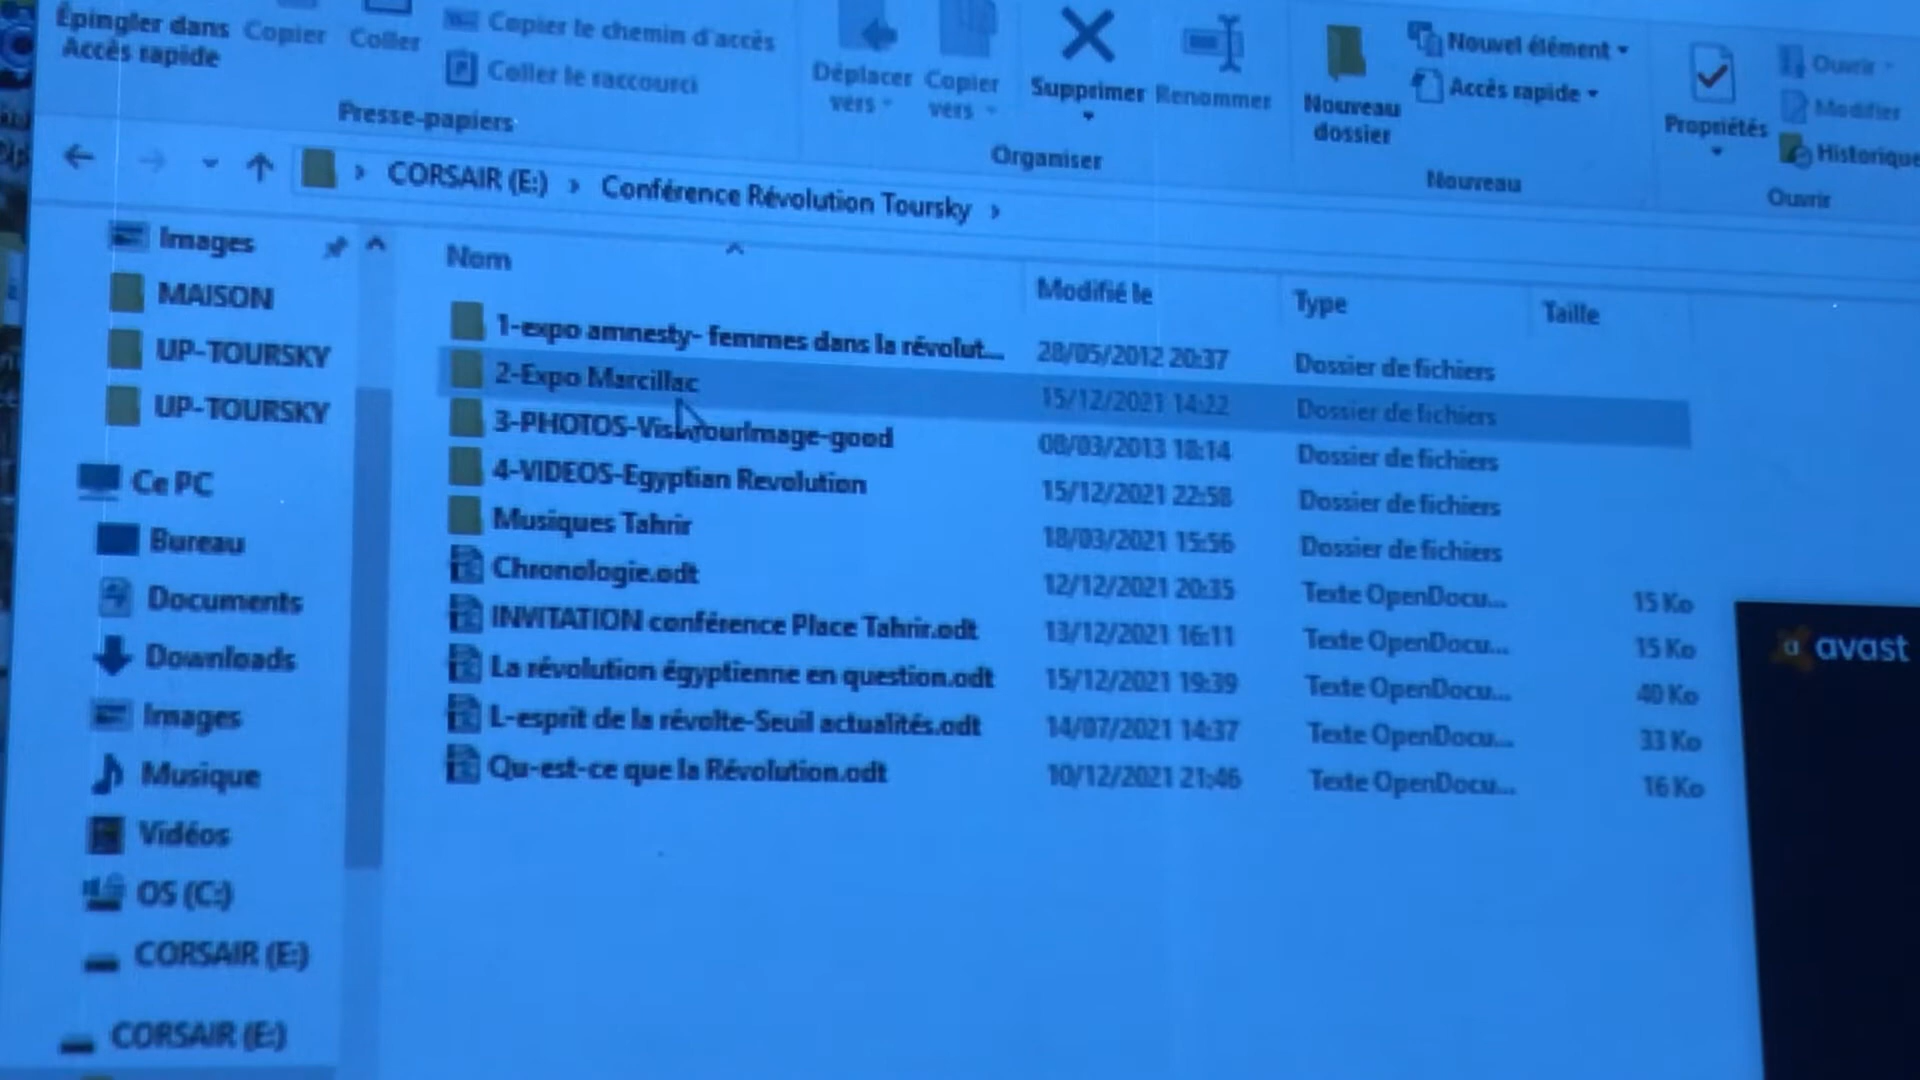 Épingler dans
Accès rapide
Copier
Coller
Copier le chemin d'accès
Coller le raccourci
Presse-papiers
Déplacer
vers
Copier
vers
Supprimer
Renommer
Organiser
Nouveau
dossier
Nouvel élément
Accès rapide
Nouveau
Propriétés
Ouvrir
Modifier
Historique
Ouvrir
CORSAIR (E:) > Conférence Révolution Toursky >
Images
MAISON
UP-TOURSKY
UP-TOURSKY
Ce PC
Bureau
Documents
Downloads
Images
Musique
Vidéos
OS (C:)
CORSAIR (E:)
CORSAIR (E:)
Nom Modifié le Type Taille
1-expo amnesty- femmes dans la révolut... 28/05/2012 20:37 Dossier de fichiers
2-Expo Marcillac 15/12/2021 14:22 Dossier de fichiers
3-PHOTOS-VisitYourImage-good 08/03/2013 18:14 Dossier de fichiers
4-VIDEOS-Egyptian Revolution 15/12/2021 22:58 Dossier de fichiers
Musiques Tahrir 18/03/2021 15:56 Dossier de fichiers
Chronologie.odt 12/12/2021 20:35 Texte OpenDocu... 15 Ko
INVITATION conférence Place Tahrir.odt 13/12/2021 16:11 Texte OpenDocu... 15 Ko
La révolution égyptienne en question.odt 15/12/2021 19:39 Texte OpenDocu... 40 Ko
L-esprit de la révolte-Seuil actualités.odt 14/07/2021 14:37 Texte OpenDocu... 33 Ko
Qu-est-ce que la Révolution.odt 10/12/2021 21:46 Texte OpenDocu... 16 Ko
avast